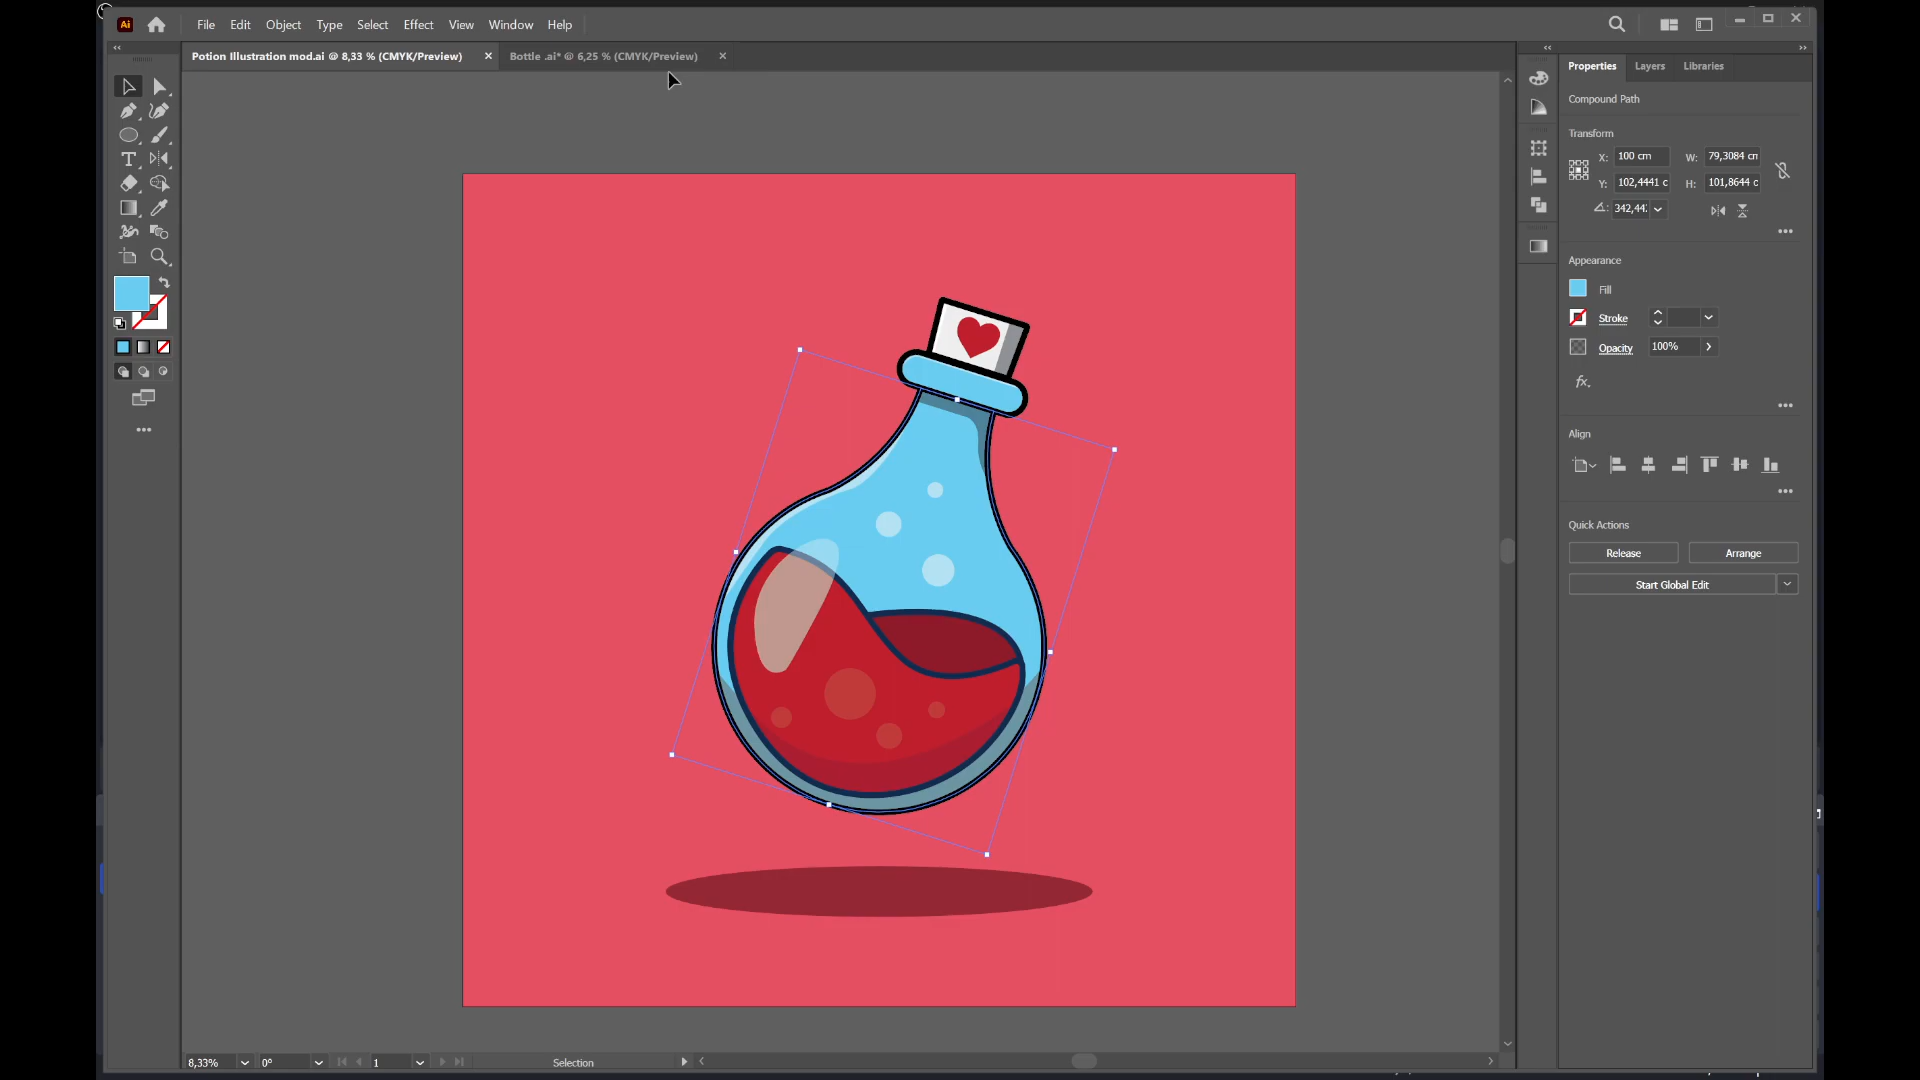 Ai File Edit Object Type Select Effect View Window Help
Potion Illustration mod.ai @ 8,33 % (CMYK/Preview) × Bottle .ai* @ 6,25 % (CMYK/Preview) ×
Properties Layers Libraries
Compound Path
Transform
X: 100 cm W: 79,3084 cm
Y: 102,4441 c H: 101,8644 c
342,44:
Appearance
Fill
Stroke
Opacity 100%
fx.
Align
Quick Actions
Release Arrange
Start Global Edit
8,33% 0° 1 Selection